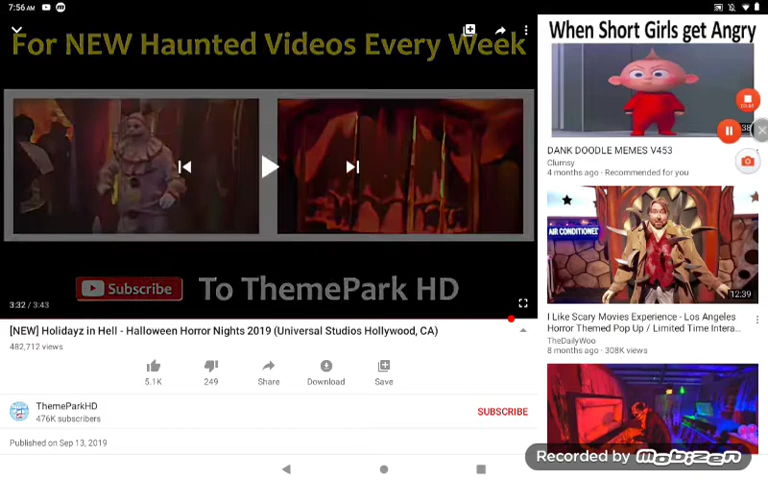 7:56 AM
For NEW Haunted Videos Every Week
Subscribe To ThemePark HD
3:32 / 3:43
[NEW] Holidayz in Hell - Halloween Horror Nights 2019 (Universal Studios Hollywood, CA)
482,712 views
5.1K 249 Share Download Save
ThemeParkHD
476K subscribers
SUBSCRIBE
Published on Sep 13, 2019
When Short Girls get Angry
DANK DOODLE MEMES V453
Clumsy
4 months ago · Recommended for you
AIR CONDITIONED
12:39
I Like Scary Movies Experience - Los Angeles
Horror Themed Pop Up / Limited Time Intera...
TheDailyWoo
8 months ago · 308K views
Recorded by mobizen